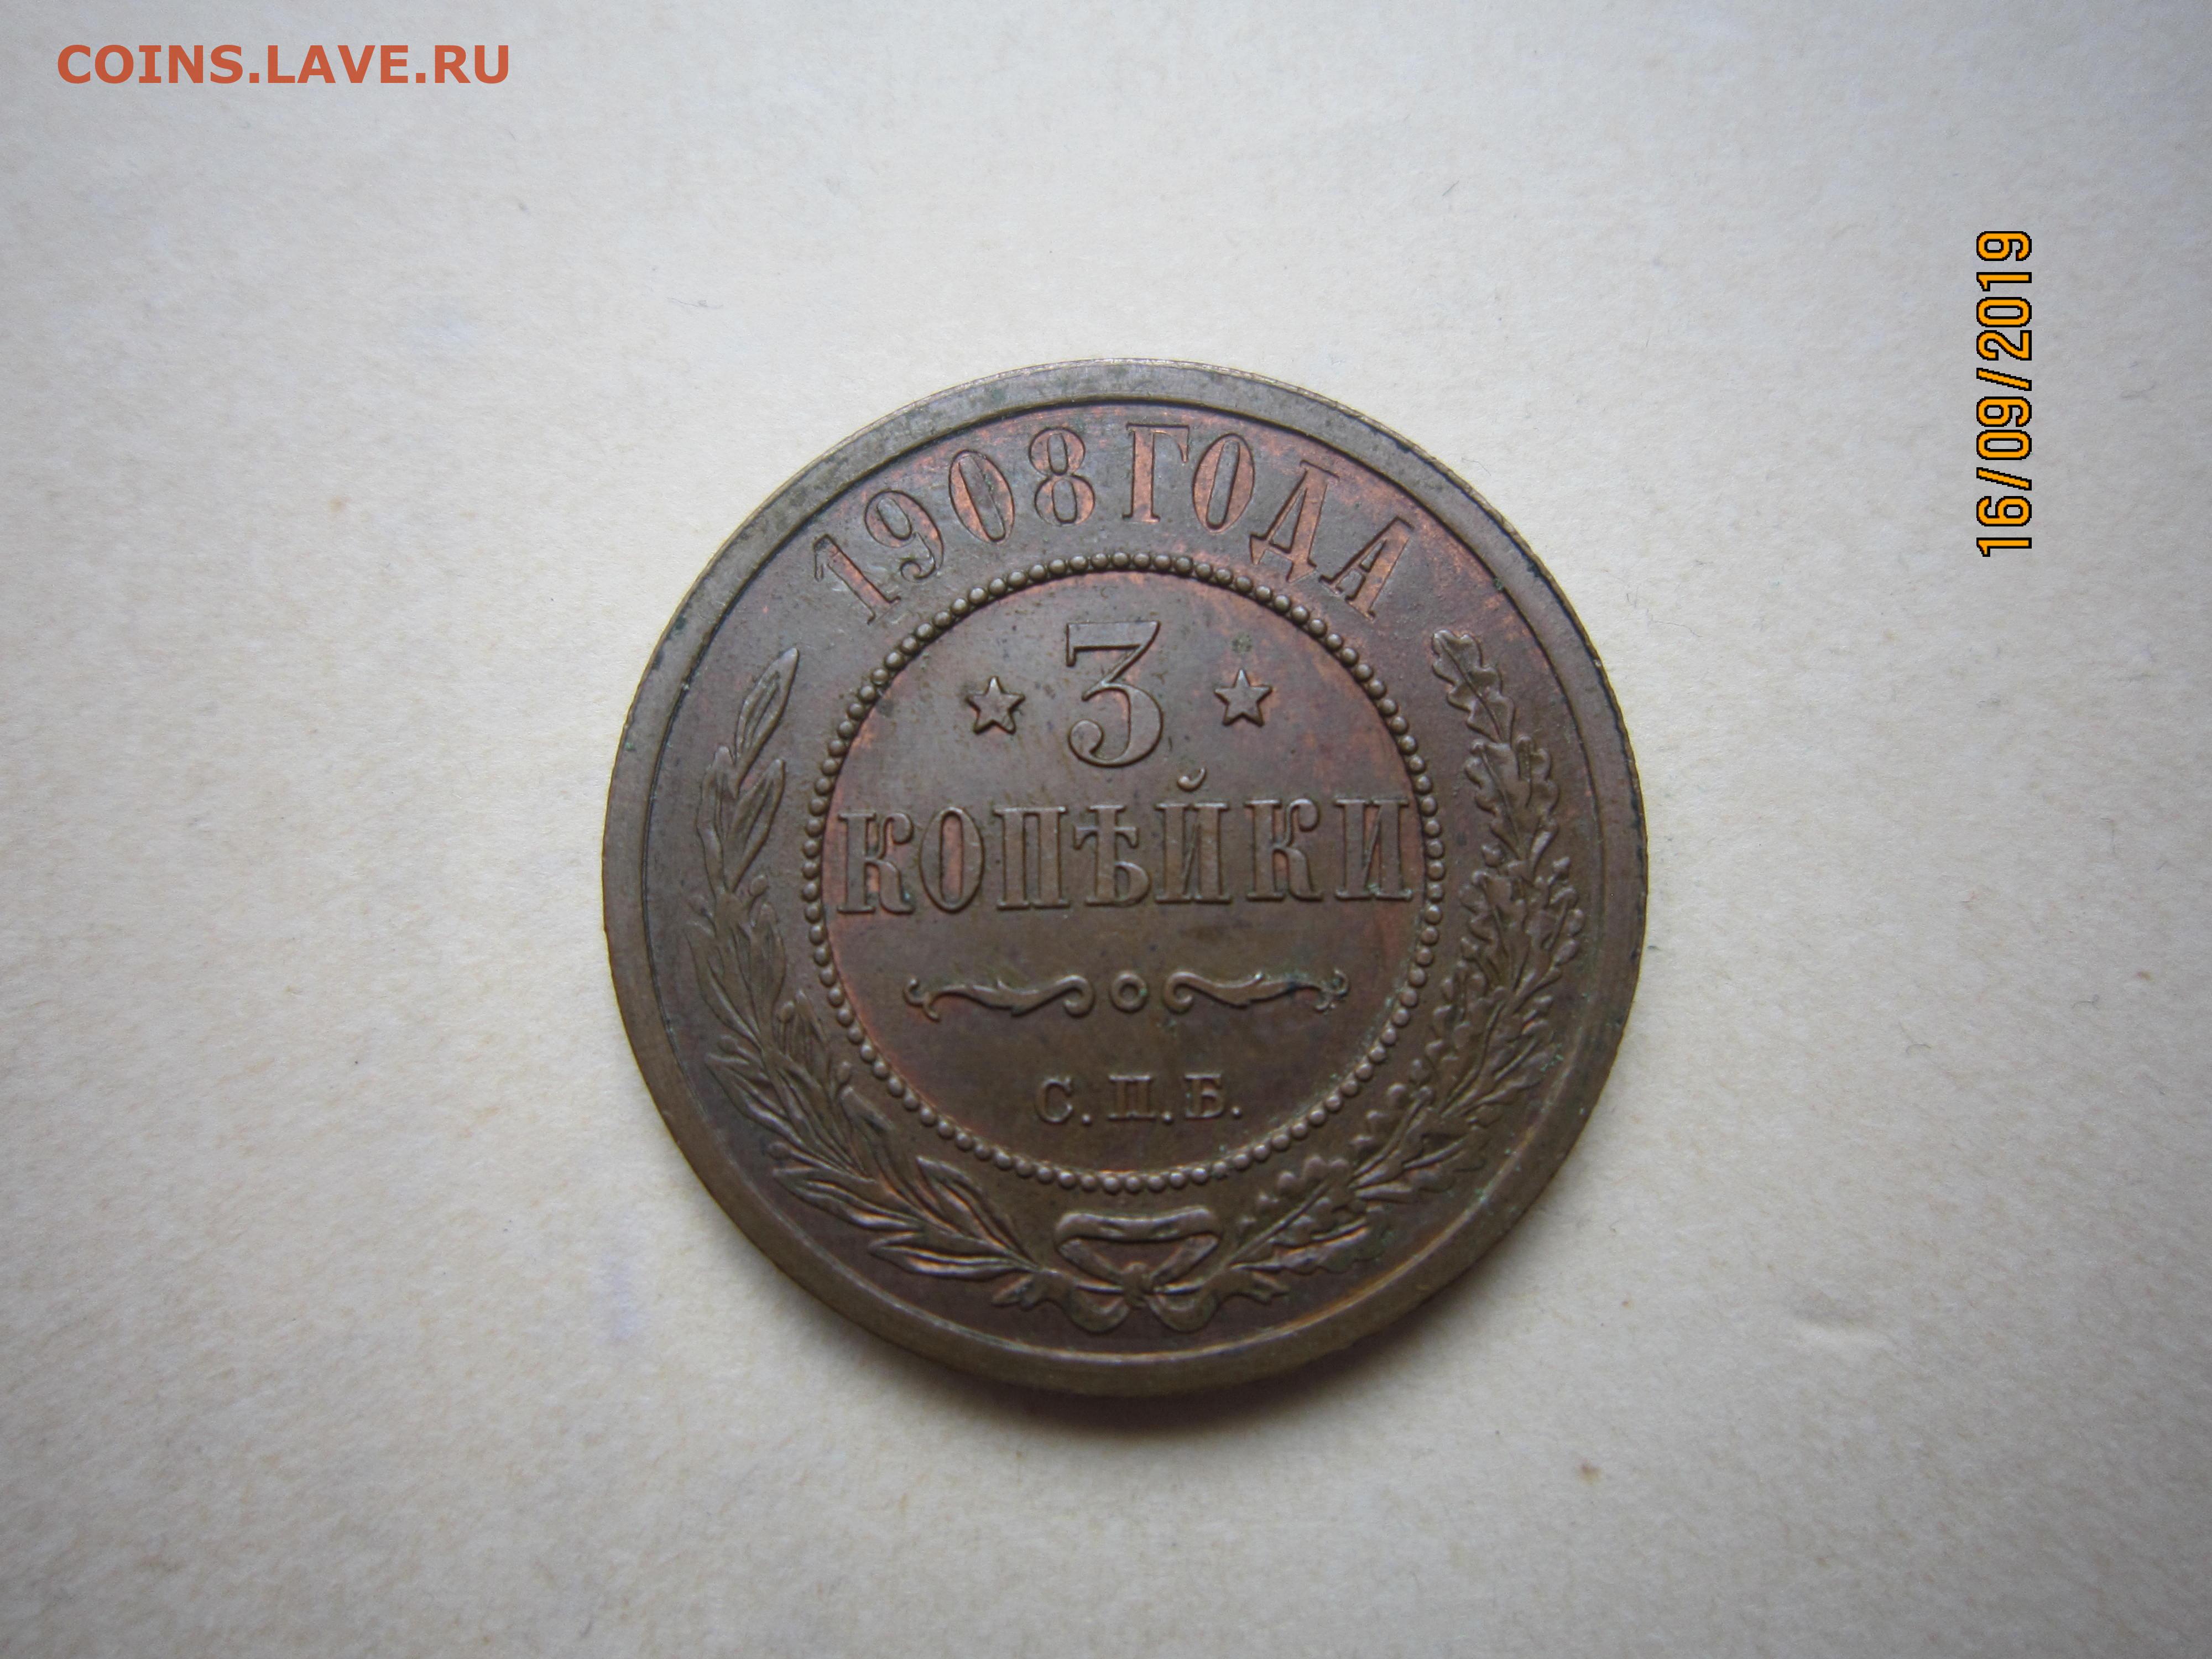 COINS.LAVE.RU
16/09/2019
1908 ГОДА
3
КОПѢЙКИ
С.П.Б.